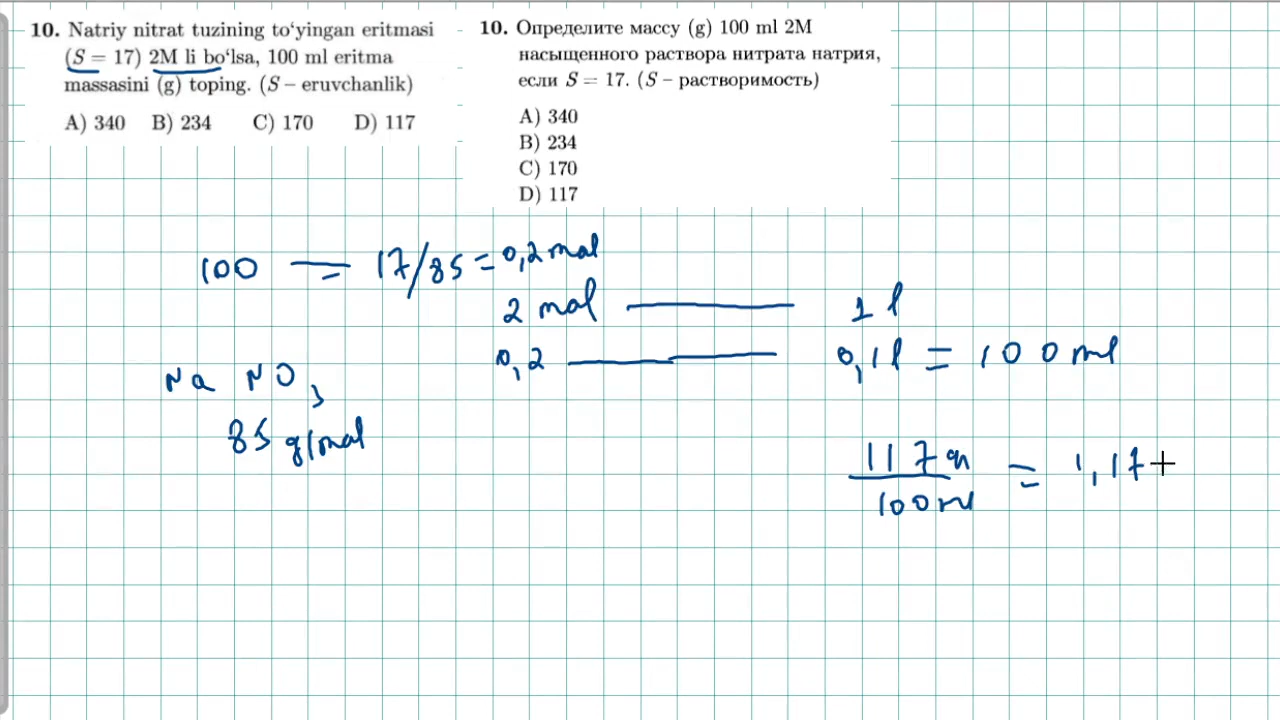 10. Natriy nitrat tuzining to‘yingan eritmasi
(S = 17) 2M li bo‘lsa, 100 ml eritma
massasini (g) toping. (S – eruvchanlik)
A) 340 B) 234 C) 170 D) 117
10. Определите массу (g) 100 ml 2M
насыщенного раствора нитрата натрия,
если S = 17. (S – растворимость)
A) 340
B) 234
C) 170
D) 117
100 = 17/85 = 0,2 mol
2 mol — 1 l
0,2 — 0,1 l = 100 ml
NaNO3
85 g/mol
117 gr
100 ml
= 1,17